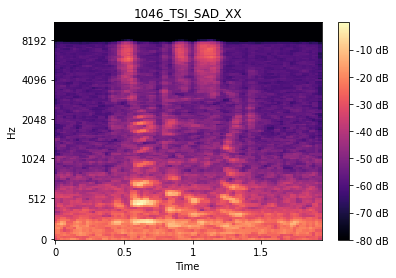 1046_TSI_SAD_XX
8192
4096
2048
1024
512
0
Hz
0
0.5
1
1.5
Time
-10 dB
-20 dB
-30 dB
-40 dB
-50 dB
-60 dB
-70 dB
-80 dB